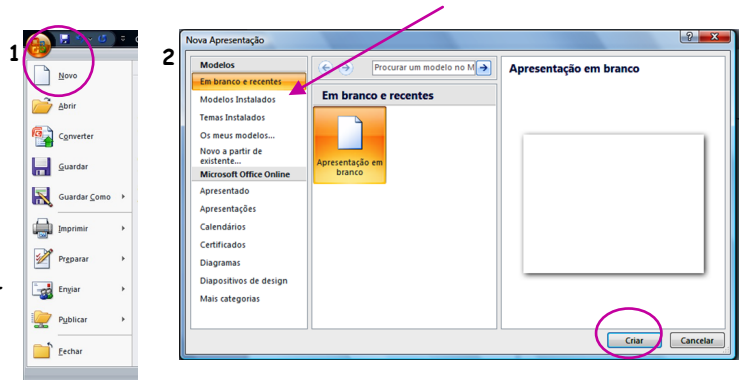 1
Novo
Abrir
Converter
Guardar
Guardar Como
Imprimir
Preparar
Enviar
Publicar
Fechar
2
Nova Apresentação
Modelos
Em branco e recentes
Modelos Instalados
Temas Instalados
Os meus modelos...
Novo a partir de
existente...
Microsoft Office Online
Apresentado
Apresentações
Calendários
Certificados
Diagramas
Diapositivos de design
Mais categorias
Procurar um modelo no M
Em branco e recentes
Apresentação em
branco
Apresentação em branco
Criar
Cancelar